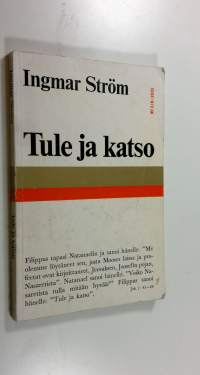 Ingmar Ström
Tule ja katso
Filippus tapasi Natanaelin ja sanoi hänelle: "Me
olemme löytäneet sen, josta Mooses laissa ja pro-
feetat ovat kirjoittaneet, Jeesuksen, Joosefin pojan,
Nasaretista". Natanael sanoi hänelle: "Voiko Na-
saretista tulla mitään hyvää?" Filippus sanoi
hänelle: "Tule ja katso".